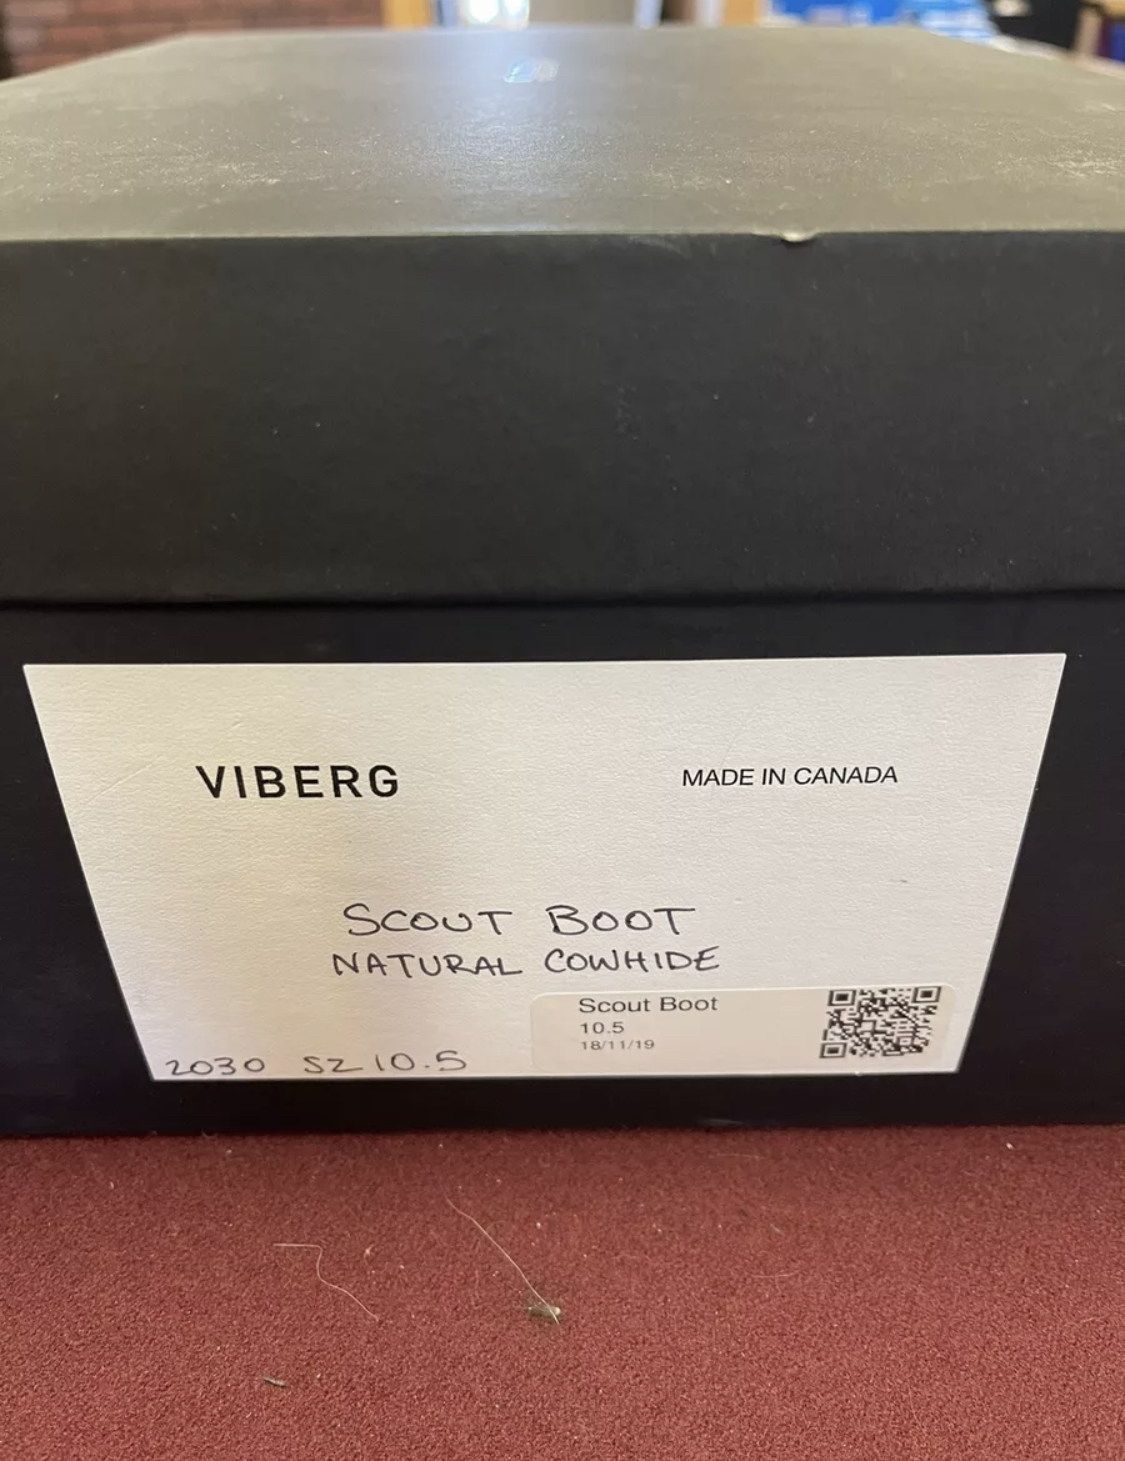 VIBERG
MADE IN CANADA
SCOUT BOOT
NATURAL COWHIDE
Scout Boot
10.5
18/11/19
2030 SZ 10.5